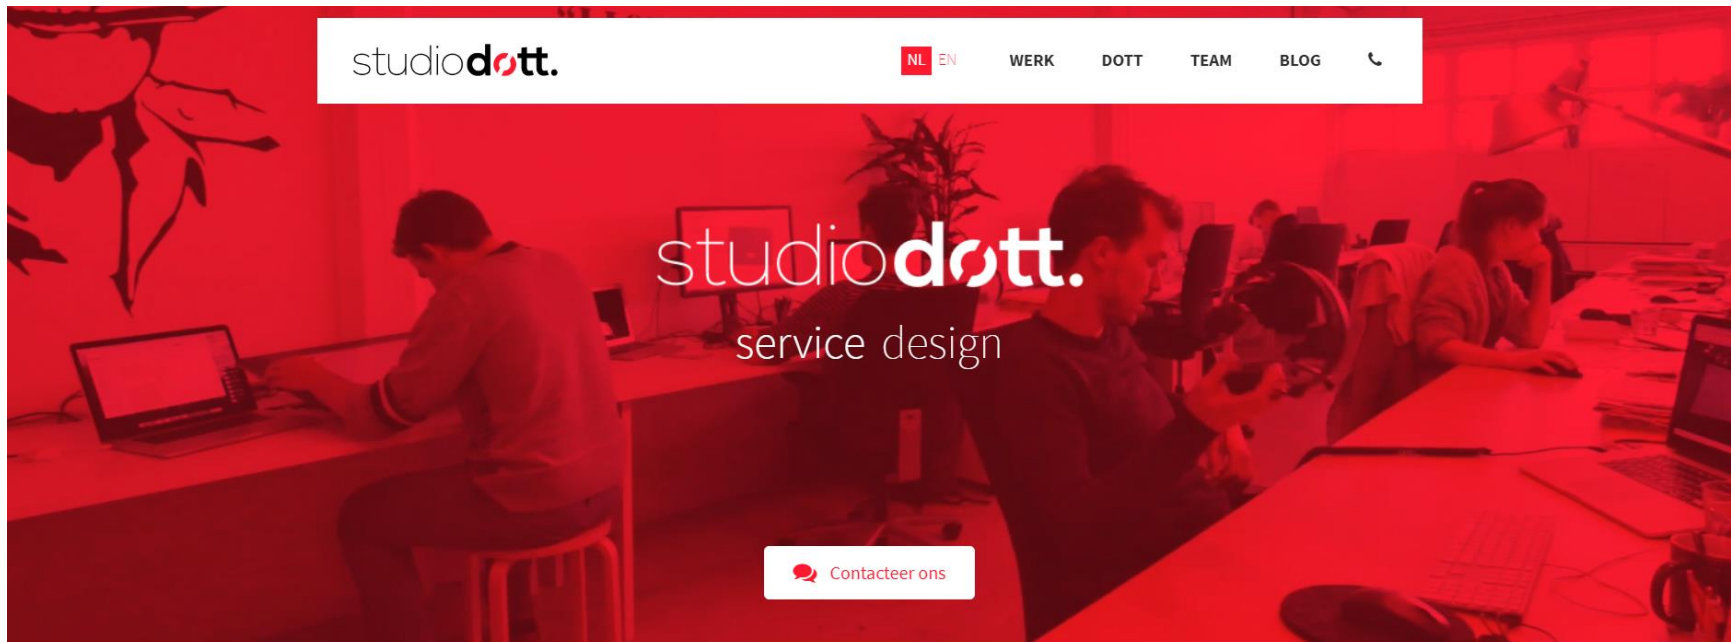 studiodott.
NL EN WERK DOTT TEAM BLOG
studiodott.
service design
Contacteer ons